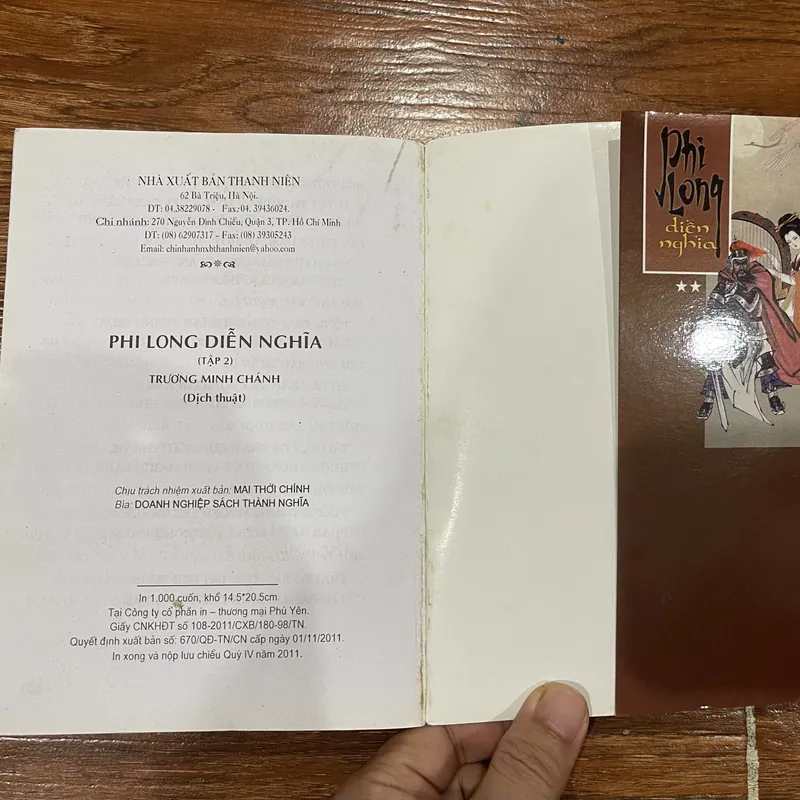 NHÀ XUẤT BẢN THANH NIÊN
62 Bà Triệu, Hà Nội.
ĐT: 04.38229078 - Fax: 04. 39436024.
Chi nhánh: 270 Nguyễn Đình Chiểu, Quận 3, TP. Hồ Chí Minh
ĐT: (08) 62907317 – Fax: (08) 39305243
Email: chinhanhnxbthanhnien@yahoo.com
PHI LONG DIỄN NGHĨA
(TẬP 2)
TRƯƠNG MINH CHÁNH
(Dịch thuật)
Chịu trách nhiệm xuất bản: MAI THỜI CHÍNH
Bìa: DOANH NGHIỆP SÁCH THÀNH NGHĨA
In 1.000 cuốn, khổ 14.5*20.5cm.
Tại Công ty cổ phần in – thương mại Phú Yên.
Giấy CNKHĐT số 108-2011/CXB/180-98/TN.
Quyết định xuất bản số: 670/QĐ-TN/CN cấp ngày 01/11/2011.
In xong và nộp lưu chiểu Quý IV năm 2011.
Phi
Long
diễn
nghĩa